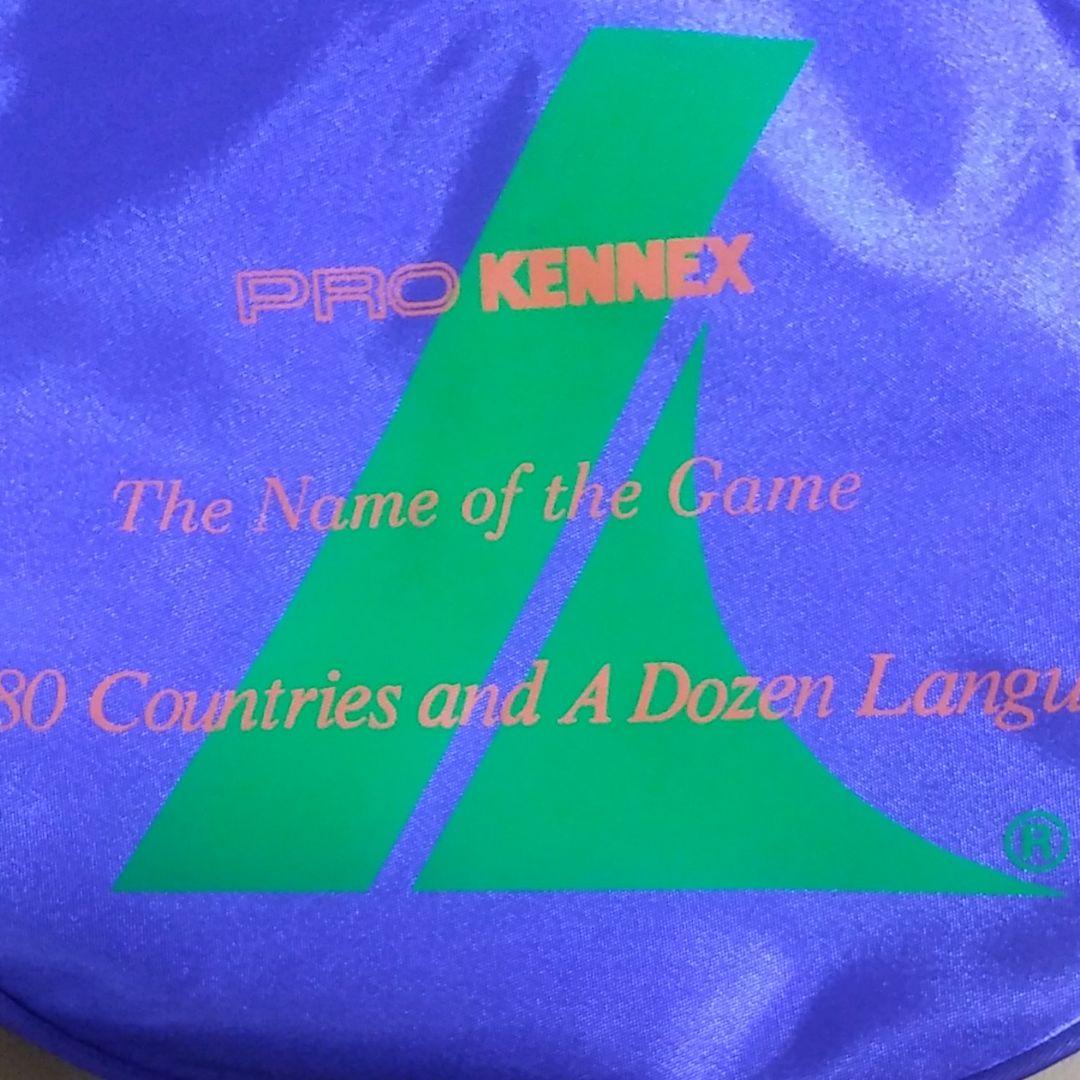 PRO KENNEX
The Name of the Game
80 Countries and A Dozen
®